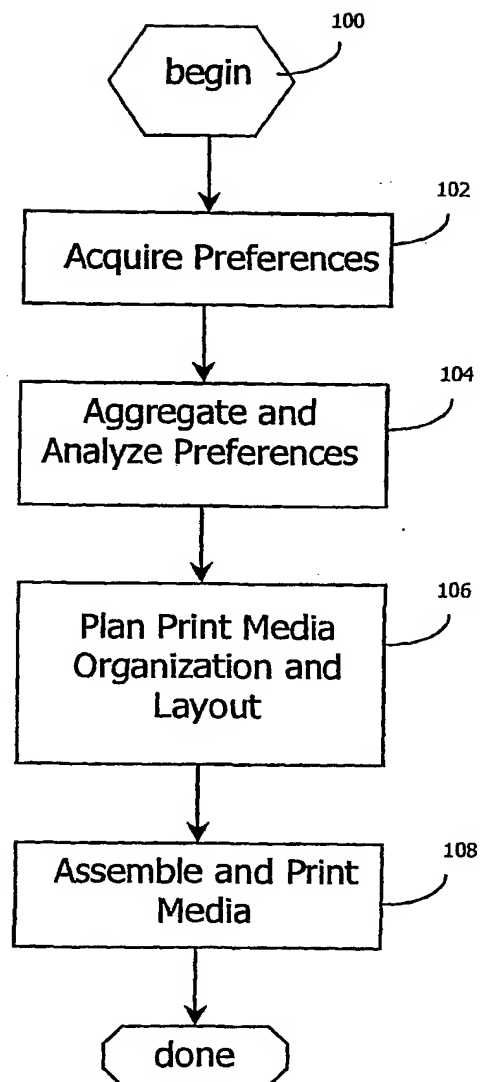 100
begin
102
Acquire Preferences
104
Aggregate and
Analyze Preferences
106
Plan Print Media
Organization and
Layout
108
Assemble and Print
Media
done